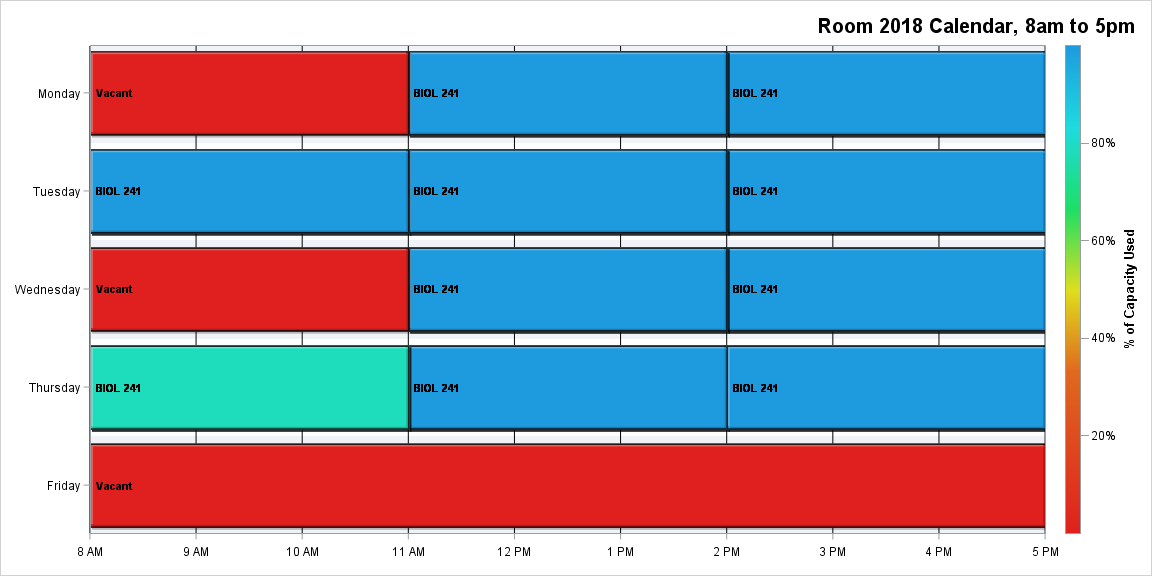 Room 2018 Calendar, 8am to 5pm
Monday
Vacant
BIOL 241
BIOL 241
Tuesday
BIOL 241
BIOL 241
BIOL 241
Wednesday
Vacant
BIOL 241
BIOL 241
Thursday
BIOL 241
BIOL 241
BIOL 241
Friday
Vacant
8 AM 9 AM 10 AM 11 AM 12 PM 1 PM 2 PM 3 PM 4 PM 5 PM
80%
60%
40%
20%
% of Capacity Used